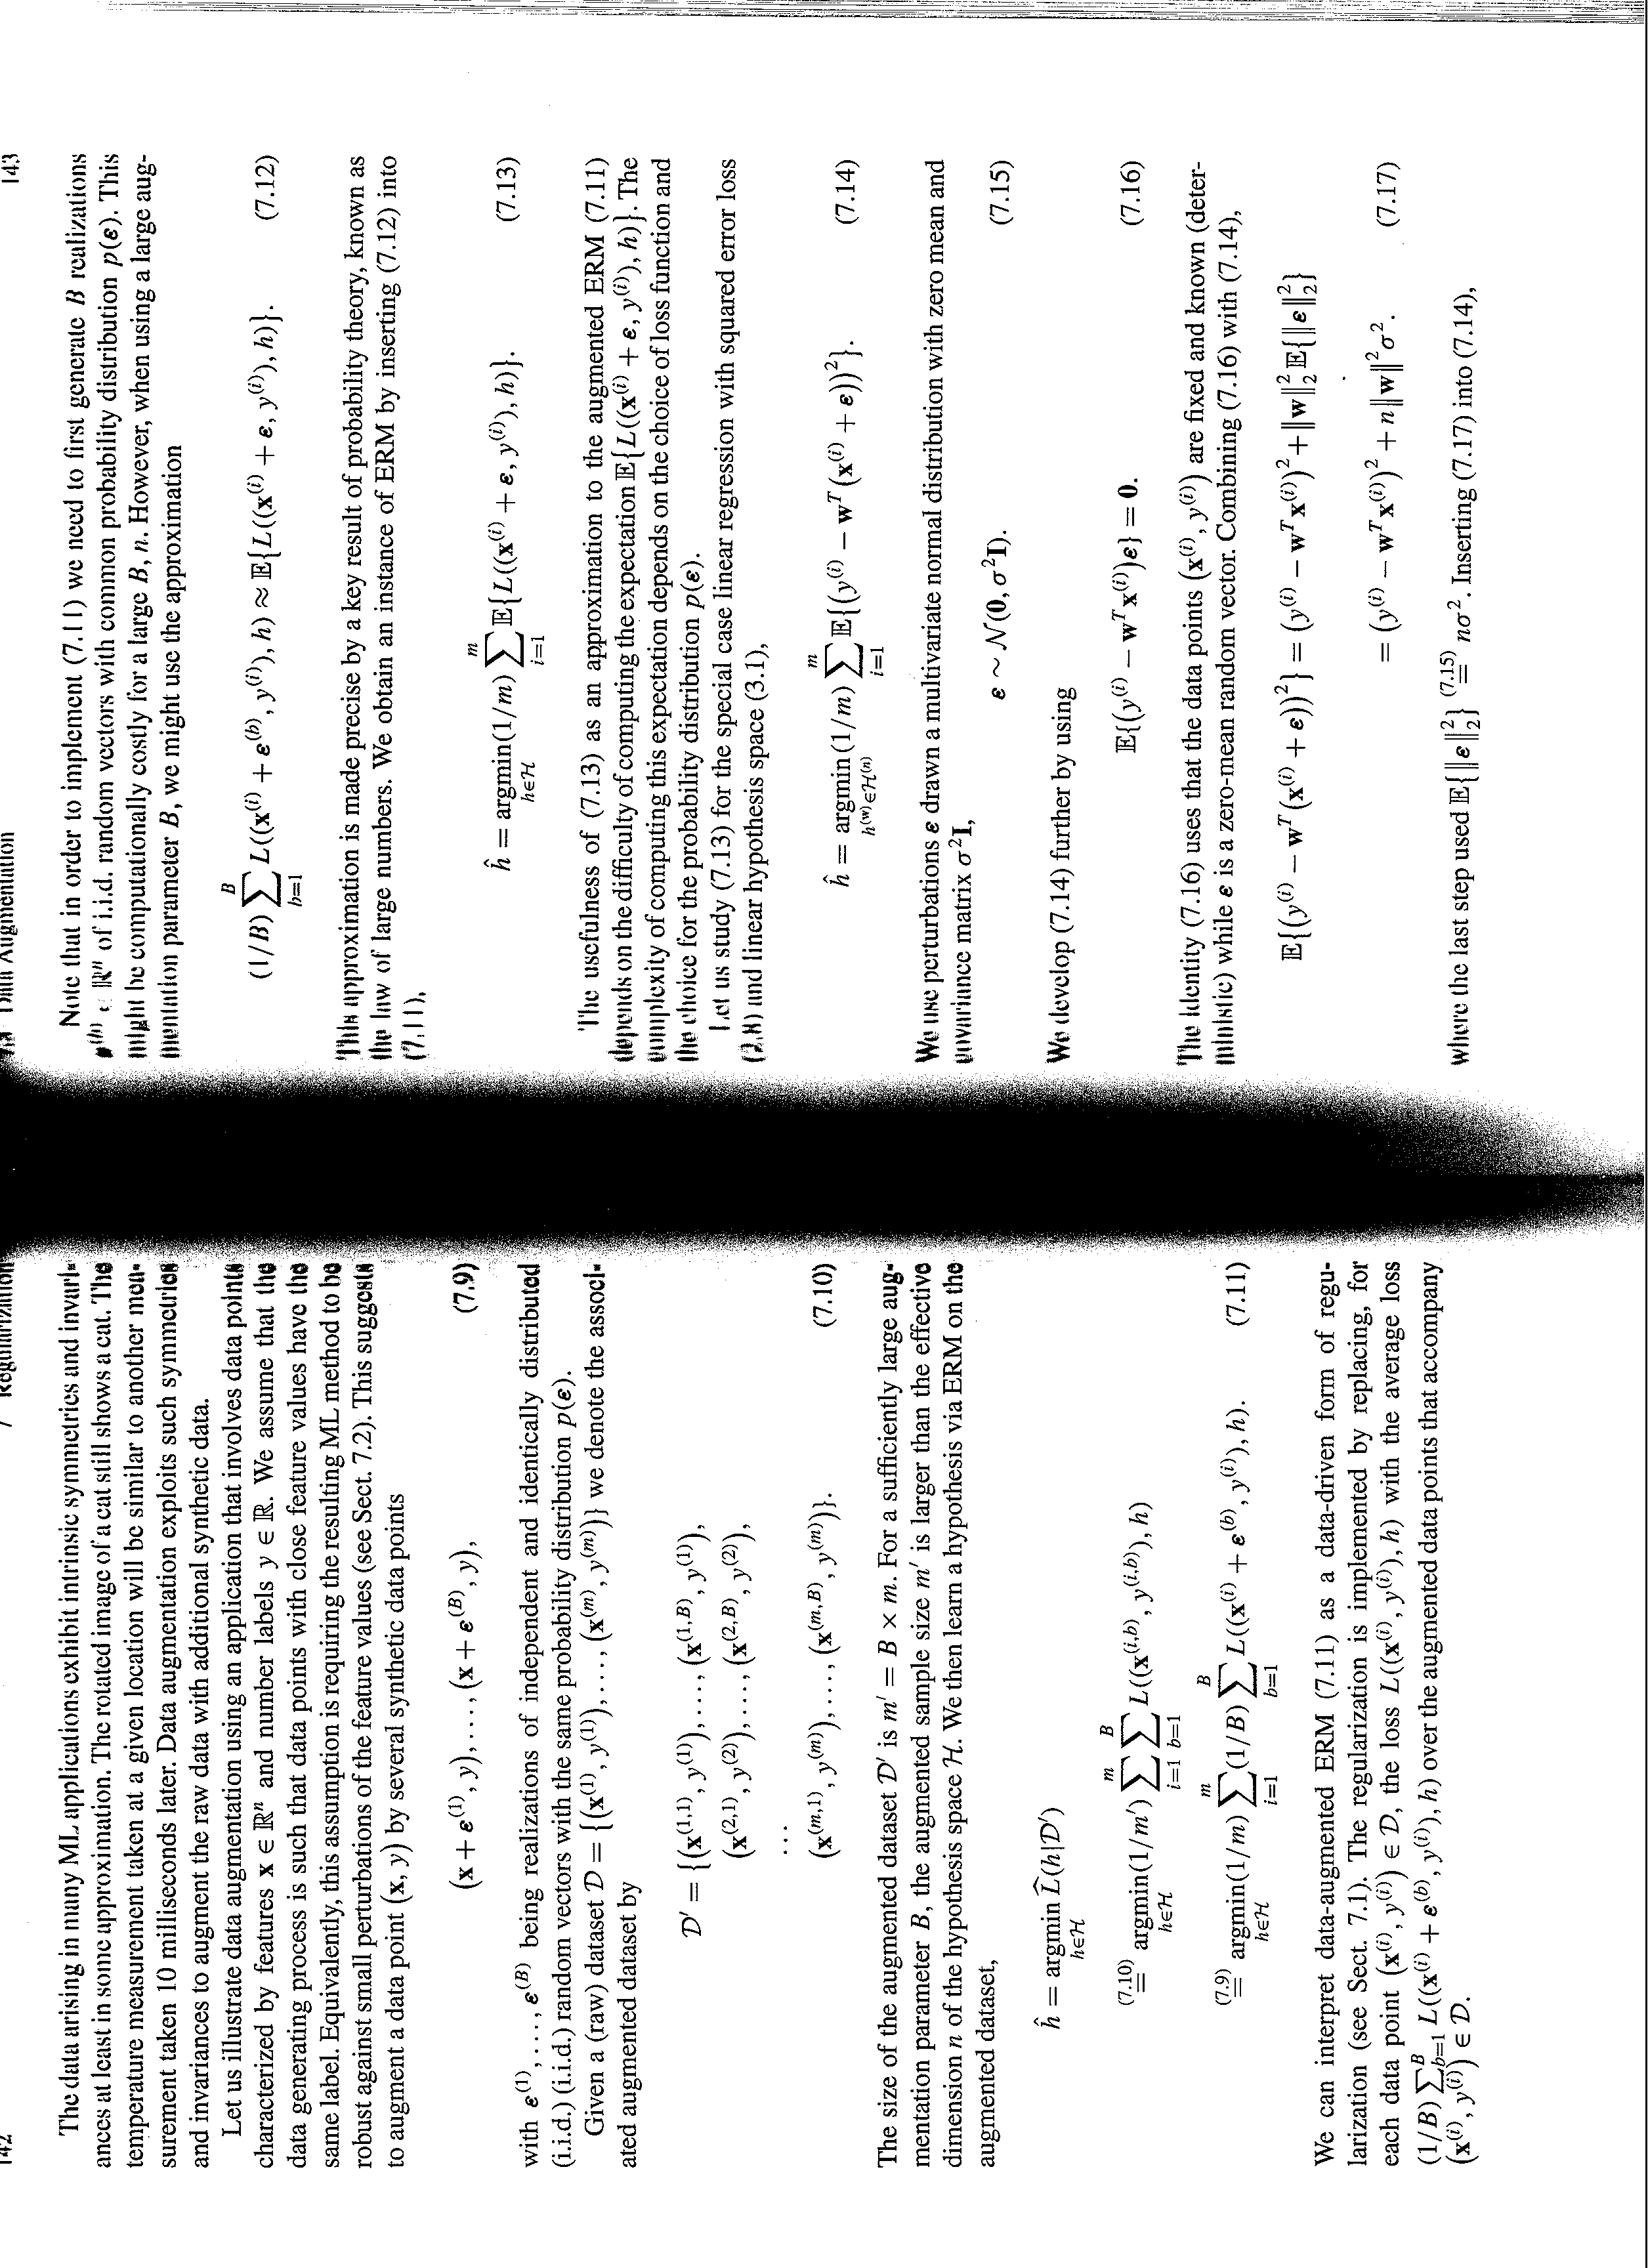 142
7 Regularization
The data arising in many ML applications exhibit intrinsic symmetries and invari-
ances at least in some approximation. The rotated image of a cat still shows a cat. The
temperature measurement taken at a given location will be similar to another mea-
surement taken 10 milliseconds later. Data augmentation exploits such symmetries
and invariances to augment the raw data with additional synthetic data.
Let us illustrate data augmentation using an application that involves data points
characterized by features x ∈ ℝⁿ and number labels y ∈ ℝ. We assume that the
data generating process is such that data points with close feature values have the
same label. Equivalently, this assumption is requiring the resulting ML method to be
robust against small perturbations of the feature values (see Sect. 7.2). This suggests
to augment a data point (x, y) by several synthetic data points
(x + ε^(1), y), ..., (x + ε^(B), y), (7.9)
with ε^(1), ..., ε^(B) being realizations of independent and identically distributed
(i.i.d.) (i.i.d.) random vectors with the same probability distribution p(ε).
Given a (raw) dataset D = {(x^(1), y^(1)), ..., (x^(m), y^(m))} we denote the associ-
ated augmented dataset by
D′ = {(x^(1,1), y^(1)), ..., (x^(1,B), y^(1)),
(x^(2,1), y^(2)), ..., (x^(2,B), y^(2)),
...
(x^(m,1), y^(m)), ..., (x^(m,B), y^(m))}. (7.10)
The size of the augmented dataset D′ is m′ = B × m. For a sufficiently large aug-
mentation parameter B, the augmented sample size m′ is larger than the effective
dimension n of the hypothesis space H. We then learn a hypothesis via ERM on the
augmented dataset,
ĥ = argmin_{h∈H} L̂(h|D′)
(7.10)= argmin_{h∈H} (1/m′) ∑_{i=1}^{m} ∑_{b=1}^{B} L((x^(i,b), y^(i,b)), h)
(7.9)= argmin_{h∈H} (1/m) ∑_{i=1}^{m} (1/B) ∑_{b=1}^{B} L((x^(i) + ε^(b), y^(i)), h). (7.11)
We can interpret data-augmented ERM (7.11) as a data-driven form of regu-
larization (see Sect. 7.1). The regularization is implemented by replacing, for
each data point (x^(i), y^(i)) ∈ D, the loss L((x^(i), y^(i)), h) with the average loss
(1/B) ∑_{b=1}^{B} L((x^(i) + ε^(b), y^(i)), h) over the augmented data points that accompany
(x^(i), y^(i)) ∈ D.
Data Augmentation
143
Note that in order to implement (7.11) we need to first generate B realizations
ε^(b) ∈ ℝⁿ of i.i.d. random vectors with common probability distribution p(ε). This
might be computationally costly for a large B, n. However, when using a large aug-
mentation parameter B, we might use the approximation
(1/B) ∑_{b=1}^{B} L((x^(i) + ε^(b), y^(i)), h) ≈ 𝔼{L((x^(i) + ε, y^(i)), h)}. (7.12)
This approximation is made precise by a key result of probability theory, known as
the law of large numbers. We obtain an instance of ERM by inserting (7.12) into
(7.11),
ĥ = argmin_{h∈H} (1/m) ∑_{i=1}^{m} 𝔼{L((x^(i) + ε, y^(i)), h)}. (7.13)
The usefulness of (7.13) as an approximation to the augmented ERM (7.11)
depends on the difficulty of computing the expectation 𝔼{L((x^(i) + ε, y^(i)), h)}. The
complexity of computing this expectation depends on the choice of loss function and
the choice for the probability distribution p(ε).
Let us study (7.13) for the special case linear regression with squared error loss
(2.8) and linear hypothesis space (3.1),
ĥ = argmin_{h^(w)∈H^(n)} (1/m) ∑_{i=1}^{m} 𝔼{(y^(i) − w^T(x^(i) + ε))²}. (7.14)
We use perturbations ε drawn a multivariate normal distribution with zero mean and
covariance matrix σ²I,
ε ∼ N(0, σ²I). (7.15)
We develop (7.14) further by using
𝔼{(y^(i) − w^T x^(i))ε} = 0. (7.16)
The identity (7.16) uses that the data points (x^(i), y^(i)) are fixed and known (deter-
ministic) while ε is a zero-mean random vector. Combining (7.16) with (7.14),
𝔼{(y^(i) − w^T(x^(i) + ε))²} = (y^(i) − w^T x^(i))² + ‖w‖₂² 𝔼{‖ε‖₂²}
= (y^(i) − w^T x^(i))² + n‖w‖²σ². (7.17)
where the last step used 𝔼{‖ε‖₂²} (7.15)= nσ². Inserting (7.17) into (7.14),